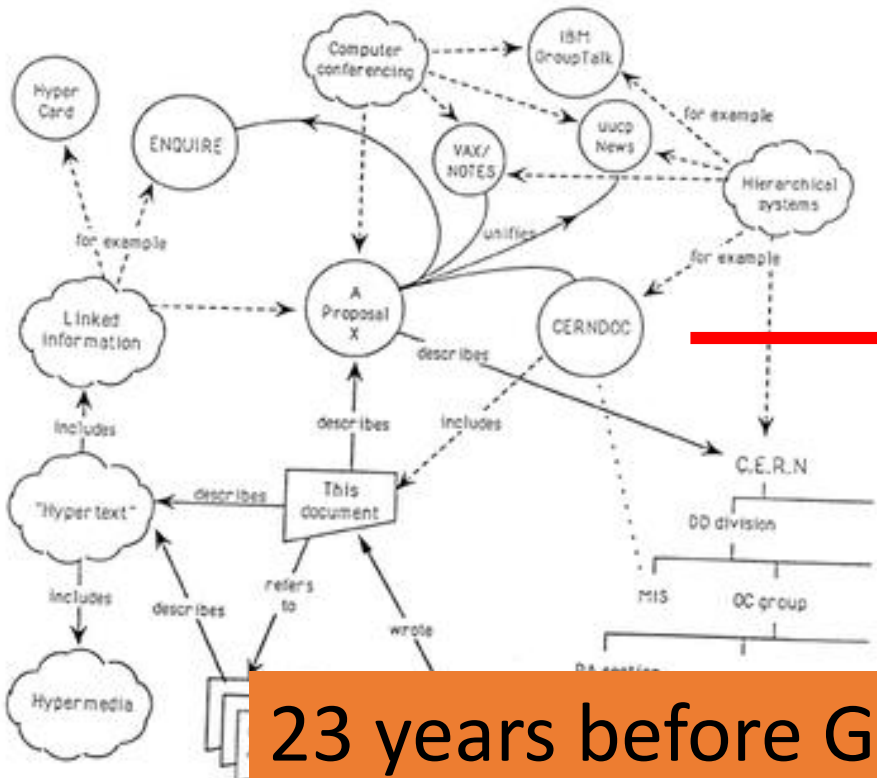 Computer
conferencing
IBM
GroupTalk
Hyper
Card
ENQUIRE
VAX/
NOTES
uucp
News
for example
Hierarchical
systems
for example
unifies
for example
A
Proposal
X
CERNDOC
Linked
information
describes
includes
describes
includes
C.E.R.N
"Hypertext"
describes
This
document
DD division
includes
describes
refers
to
wrote
MIS
OC group
Hypermedia
23 years before G